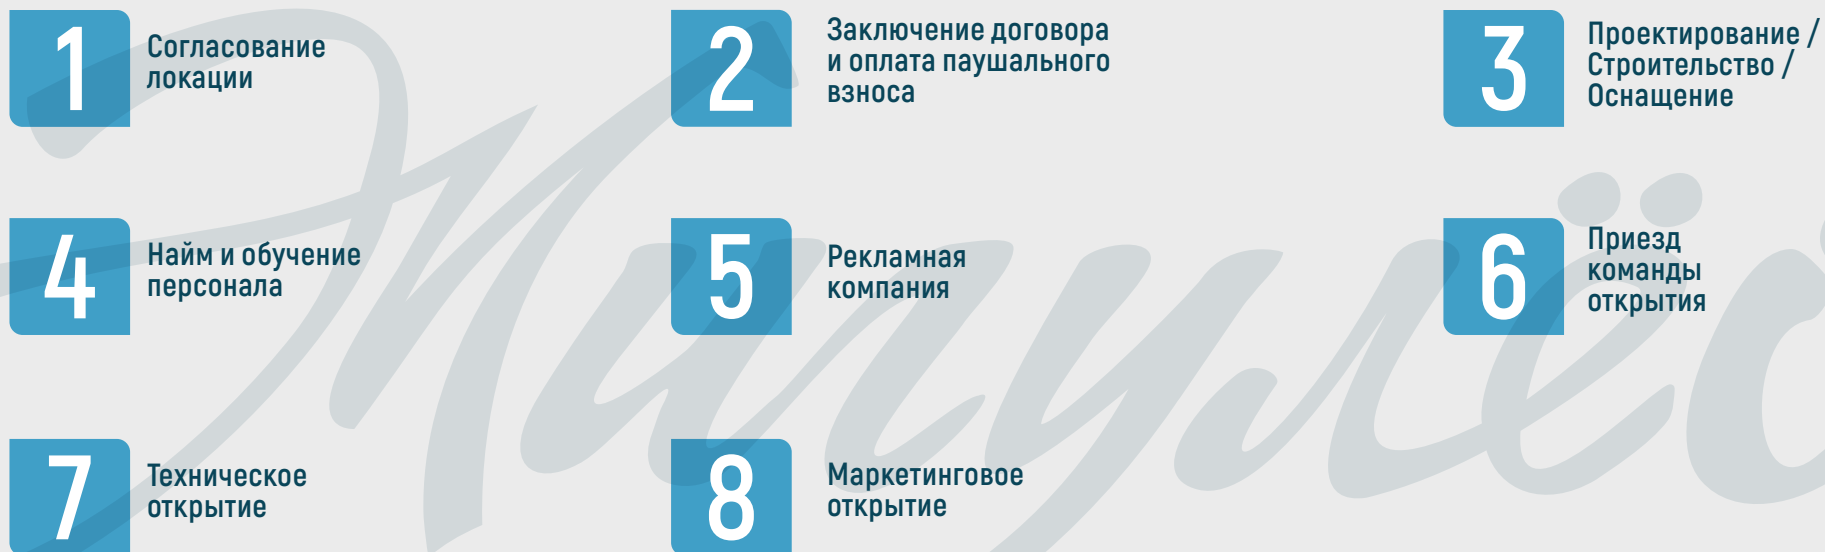 1
Согласование
локации
2
Заключение договора
и оплата паушального
взноса
3
Проектирование /
Строительство /
Оснащение
4
Найм и обучение
персонала
5
Рекламная
компания
6
Приезд
команды
открытия
7
Техническое
открытие
8
Маркетинговое
открытие